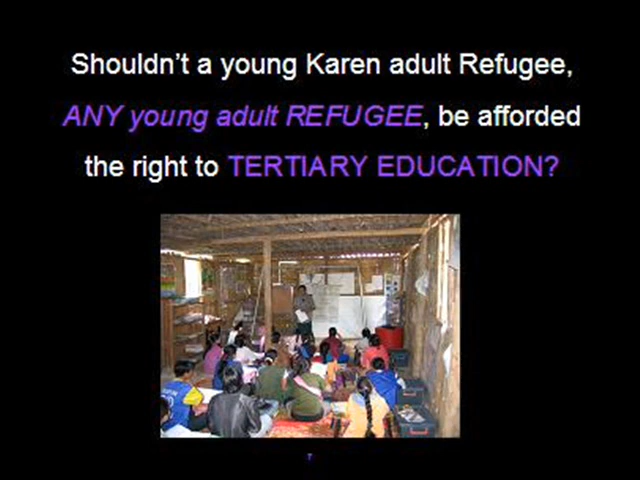 Shouldn't a young Karen adult Refugee,
ANY young adult REFUGEE, be afforded
the right to TERTIARY EDUCATION?